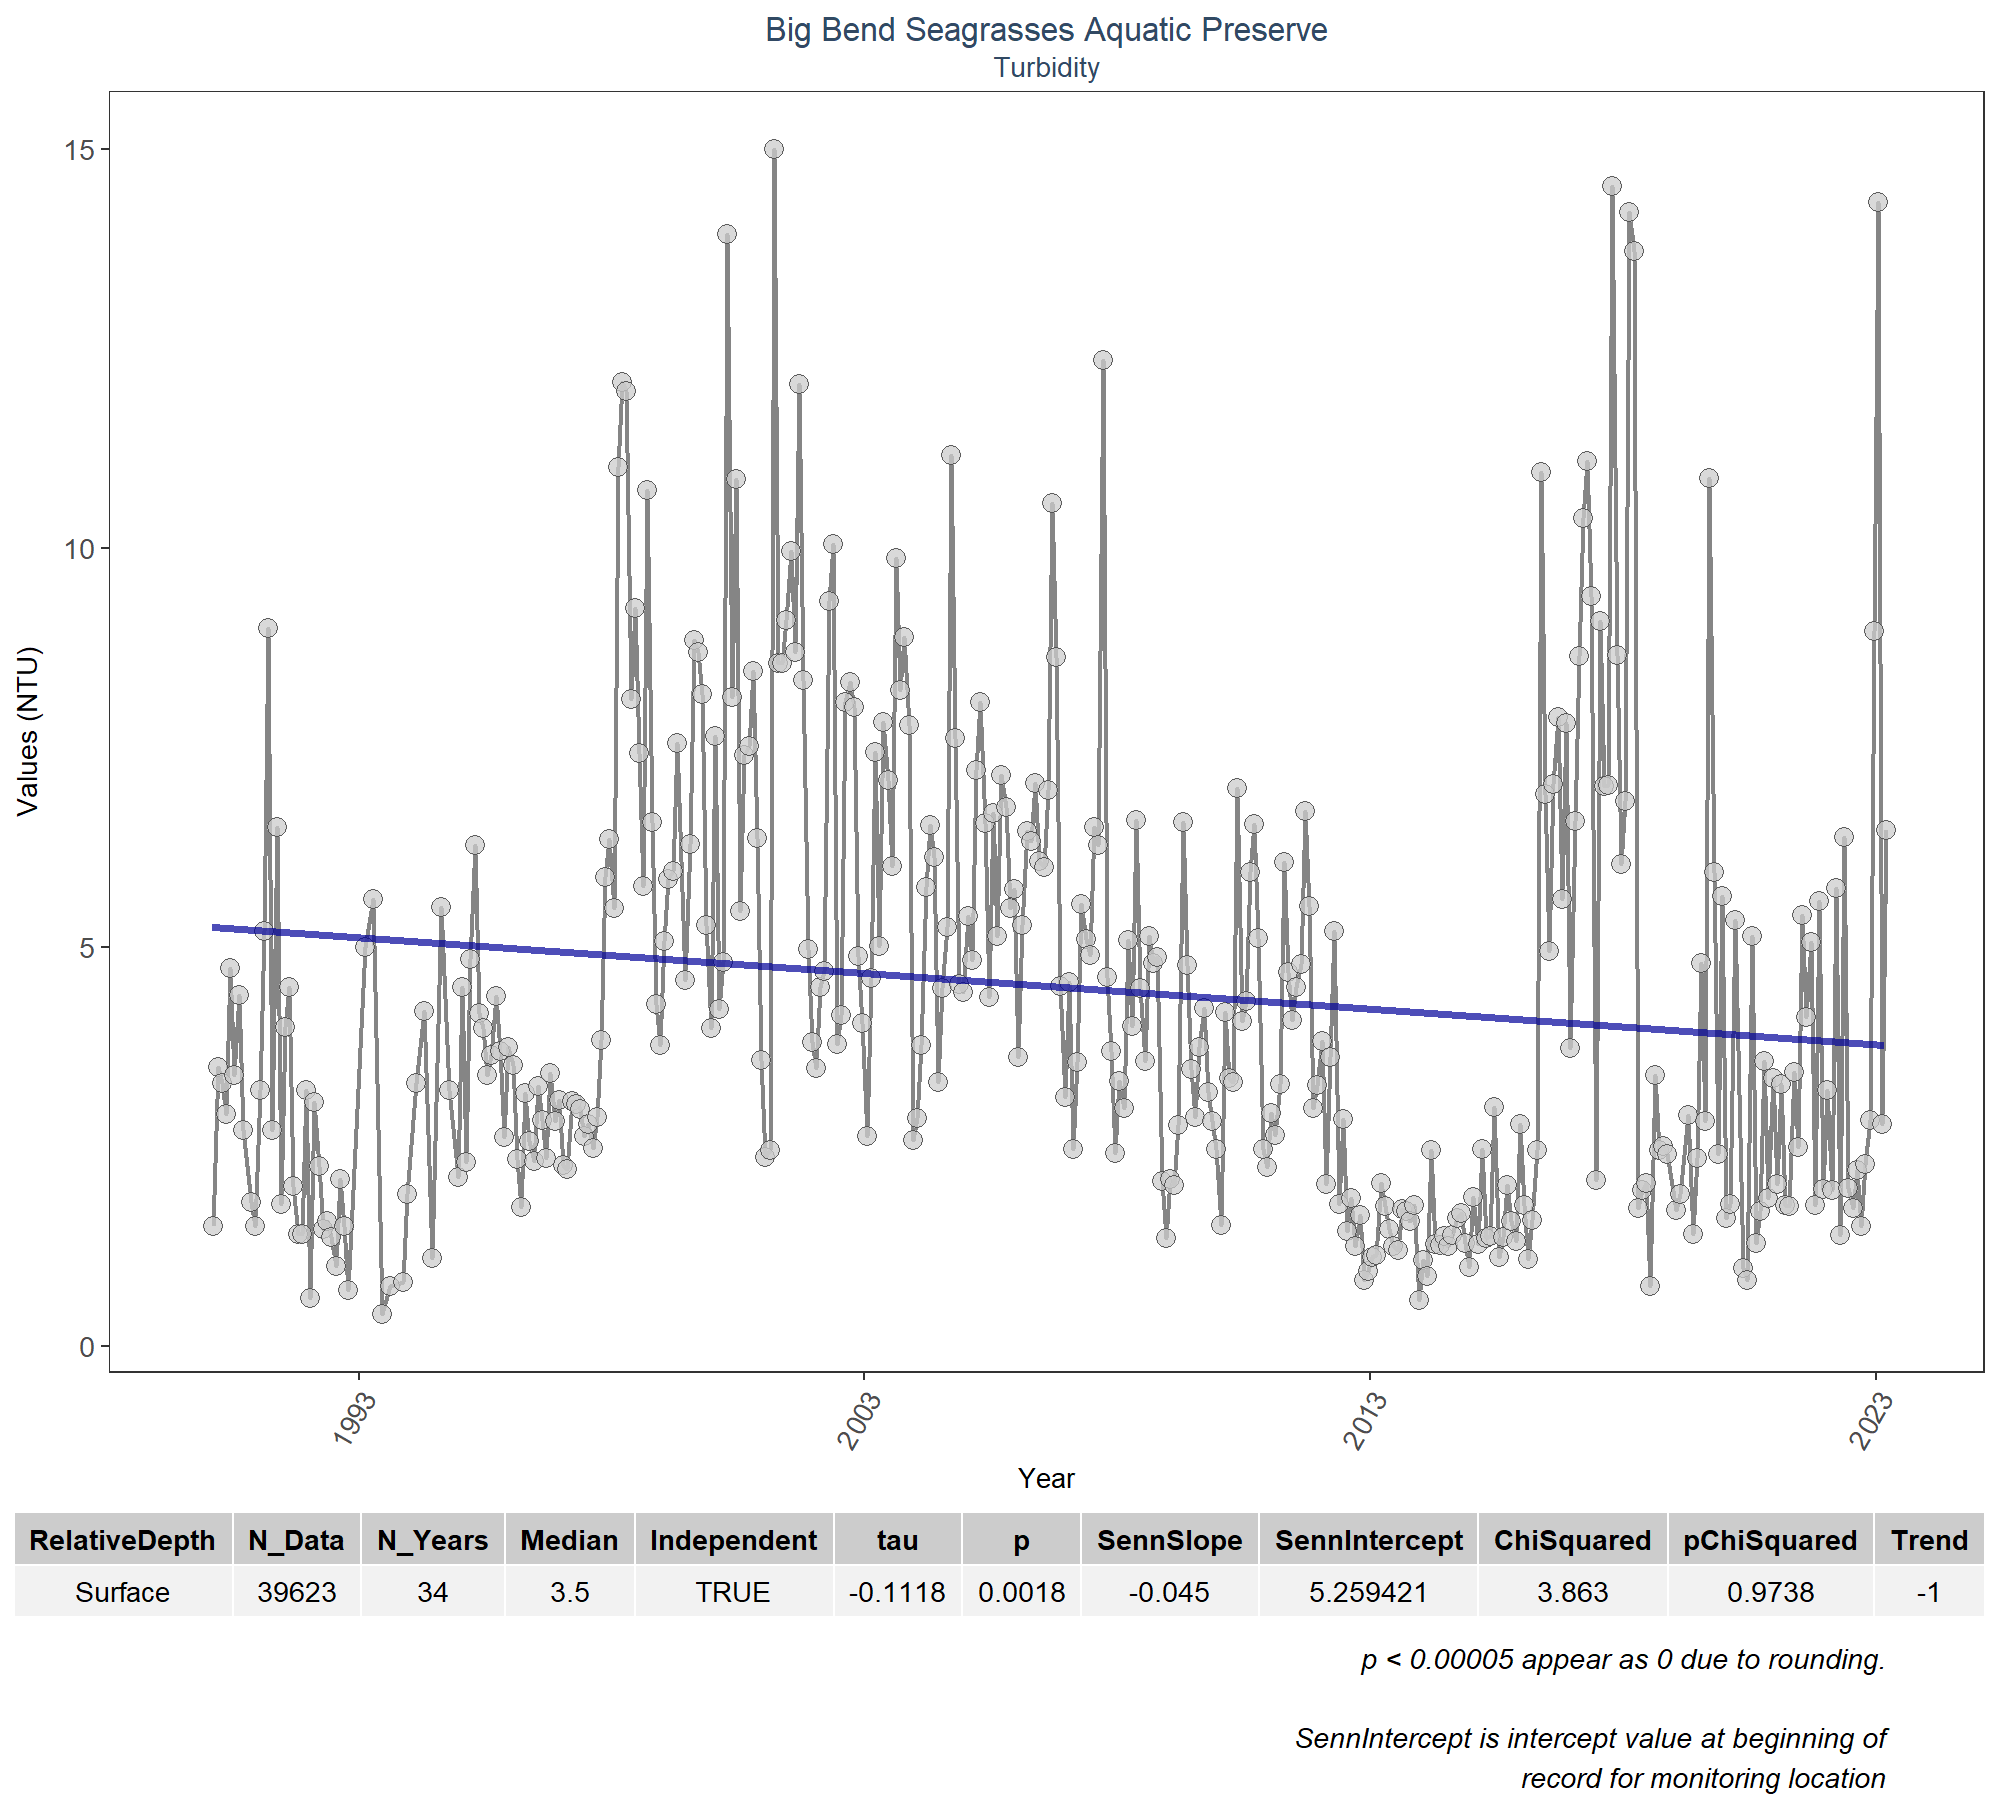 Big Bend Seagrasses Aquatic Preserve
Turbidity
15
10
5
0
Values (NTU)
1993
2003
2013
2023
Year
RelativeDepth N_Data N_Years Median Independent tau p SennSlope SennIntercept ChiSquared pChiSquared Trend
Surface 39623 34 3.5 TRUE -0.1118 0.0018 -0.045 5.259421 3.863 0.9738 -1
p < 0.00005 appear as 0 due to rounding.
SennIntercept is intercept value at beginning of
record for monitoring location